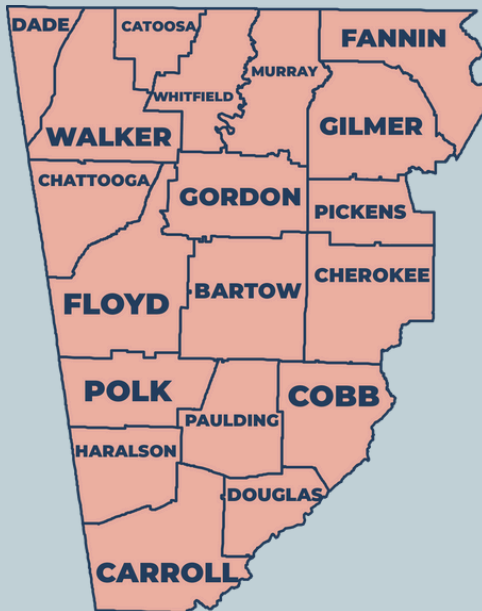 DADE
CATOOSA
FANNIN
MURRAY
WHITFIELD
WALKER
GILMER
CHATTOOGA
GORDON
PICKENS
CHEROKEE
FLOYD
BARTOW
POLK
COBB
PAULDING
HARALSON
DOUGLAS
CARROLL